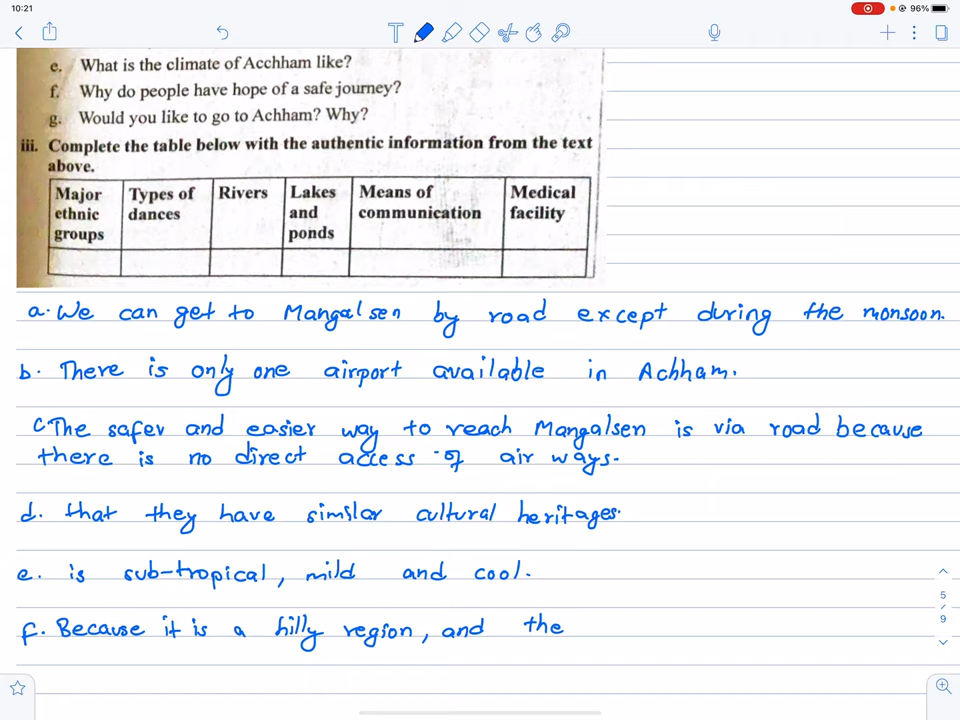 10:21
96%
e. What is the climate of Acchham like?
f. Why do people have hope of a safe journey?
g. Would you like to go to Achham? Why?
iii. Complete the table below with the authentic information from the text
above.
Major ethnic groups
Types of dances
Rivers
Lakes and ponds
Means of communication
Medical facility
a. We can get to Mangalsen by road except during the monsoon.
b. There is only one airport available in Achham.
c The safer and easier way to reach Mangalsen is via road because
there is no direct access of air ways.
d. that they have similar cultural heritages.
e. is sub-tropical, mild and cool.
f. Because it is a hilly region, and the
5
/
9